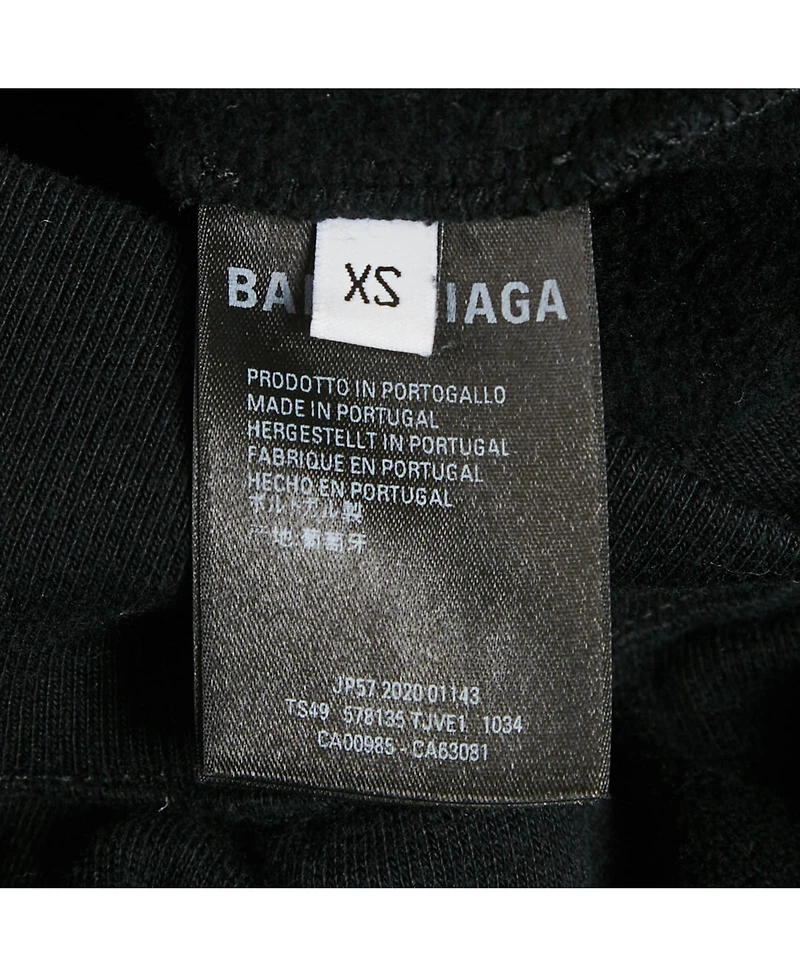 XS
BA IAGA
PRODOTTO IN PORTOGALLO
MADE IN PORTUGAL
HERGESTELLT IN PORTUGAL
FABRIQUE EN PORTUGAL
HECHO EN PORTUGAL
ポルトガル製
产地:葡萄牙
JP57 2020 01143
TS49 578135 TJVE1 1034
CA00985 - CA63081